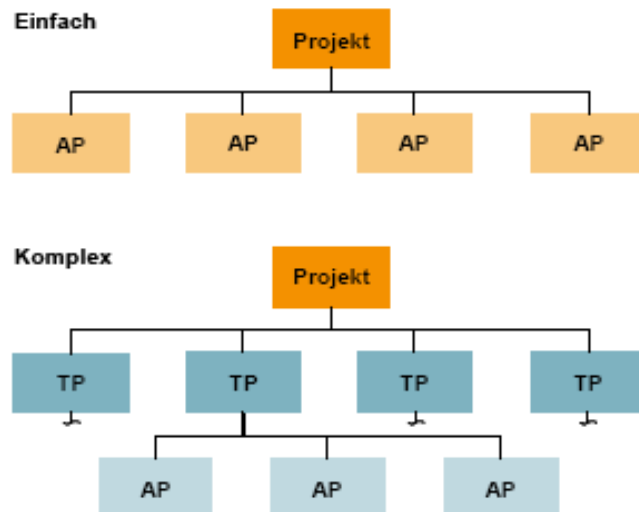 Einfach
Projekt
AP AP AP AP
Komplex
Projekt
TP TP TP TP
AP AP AP